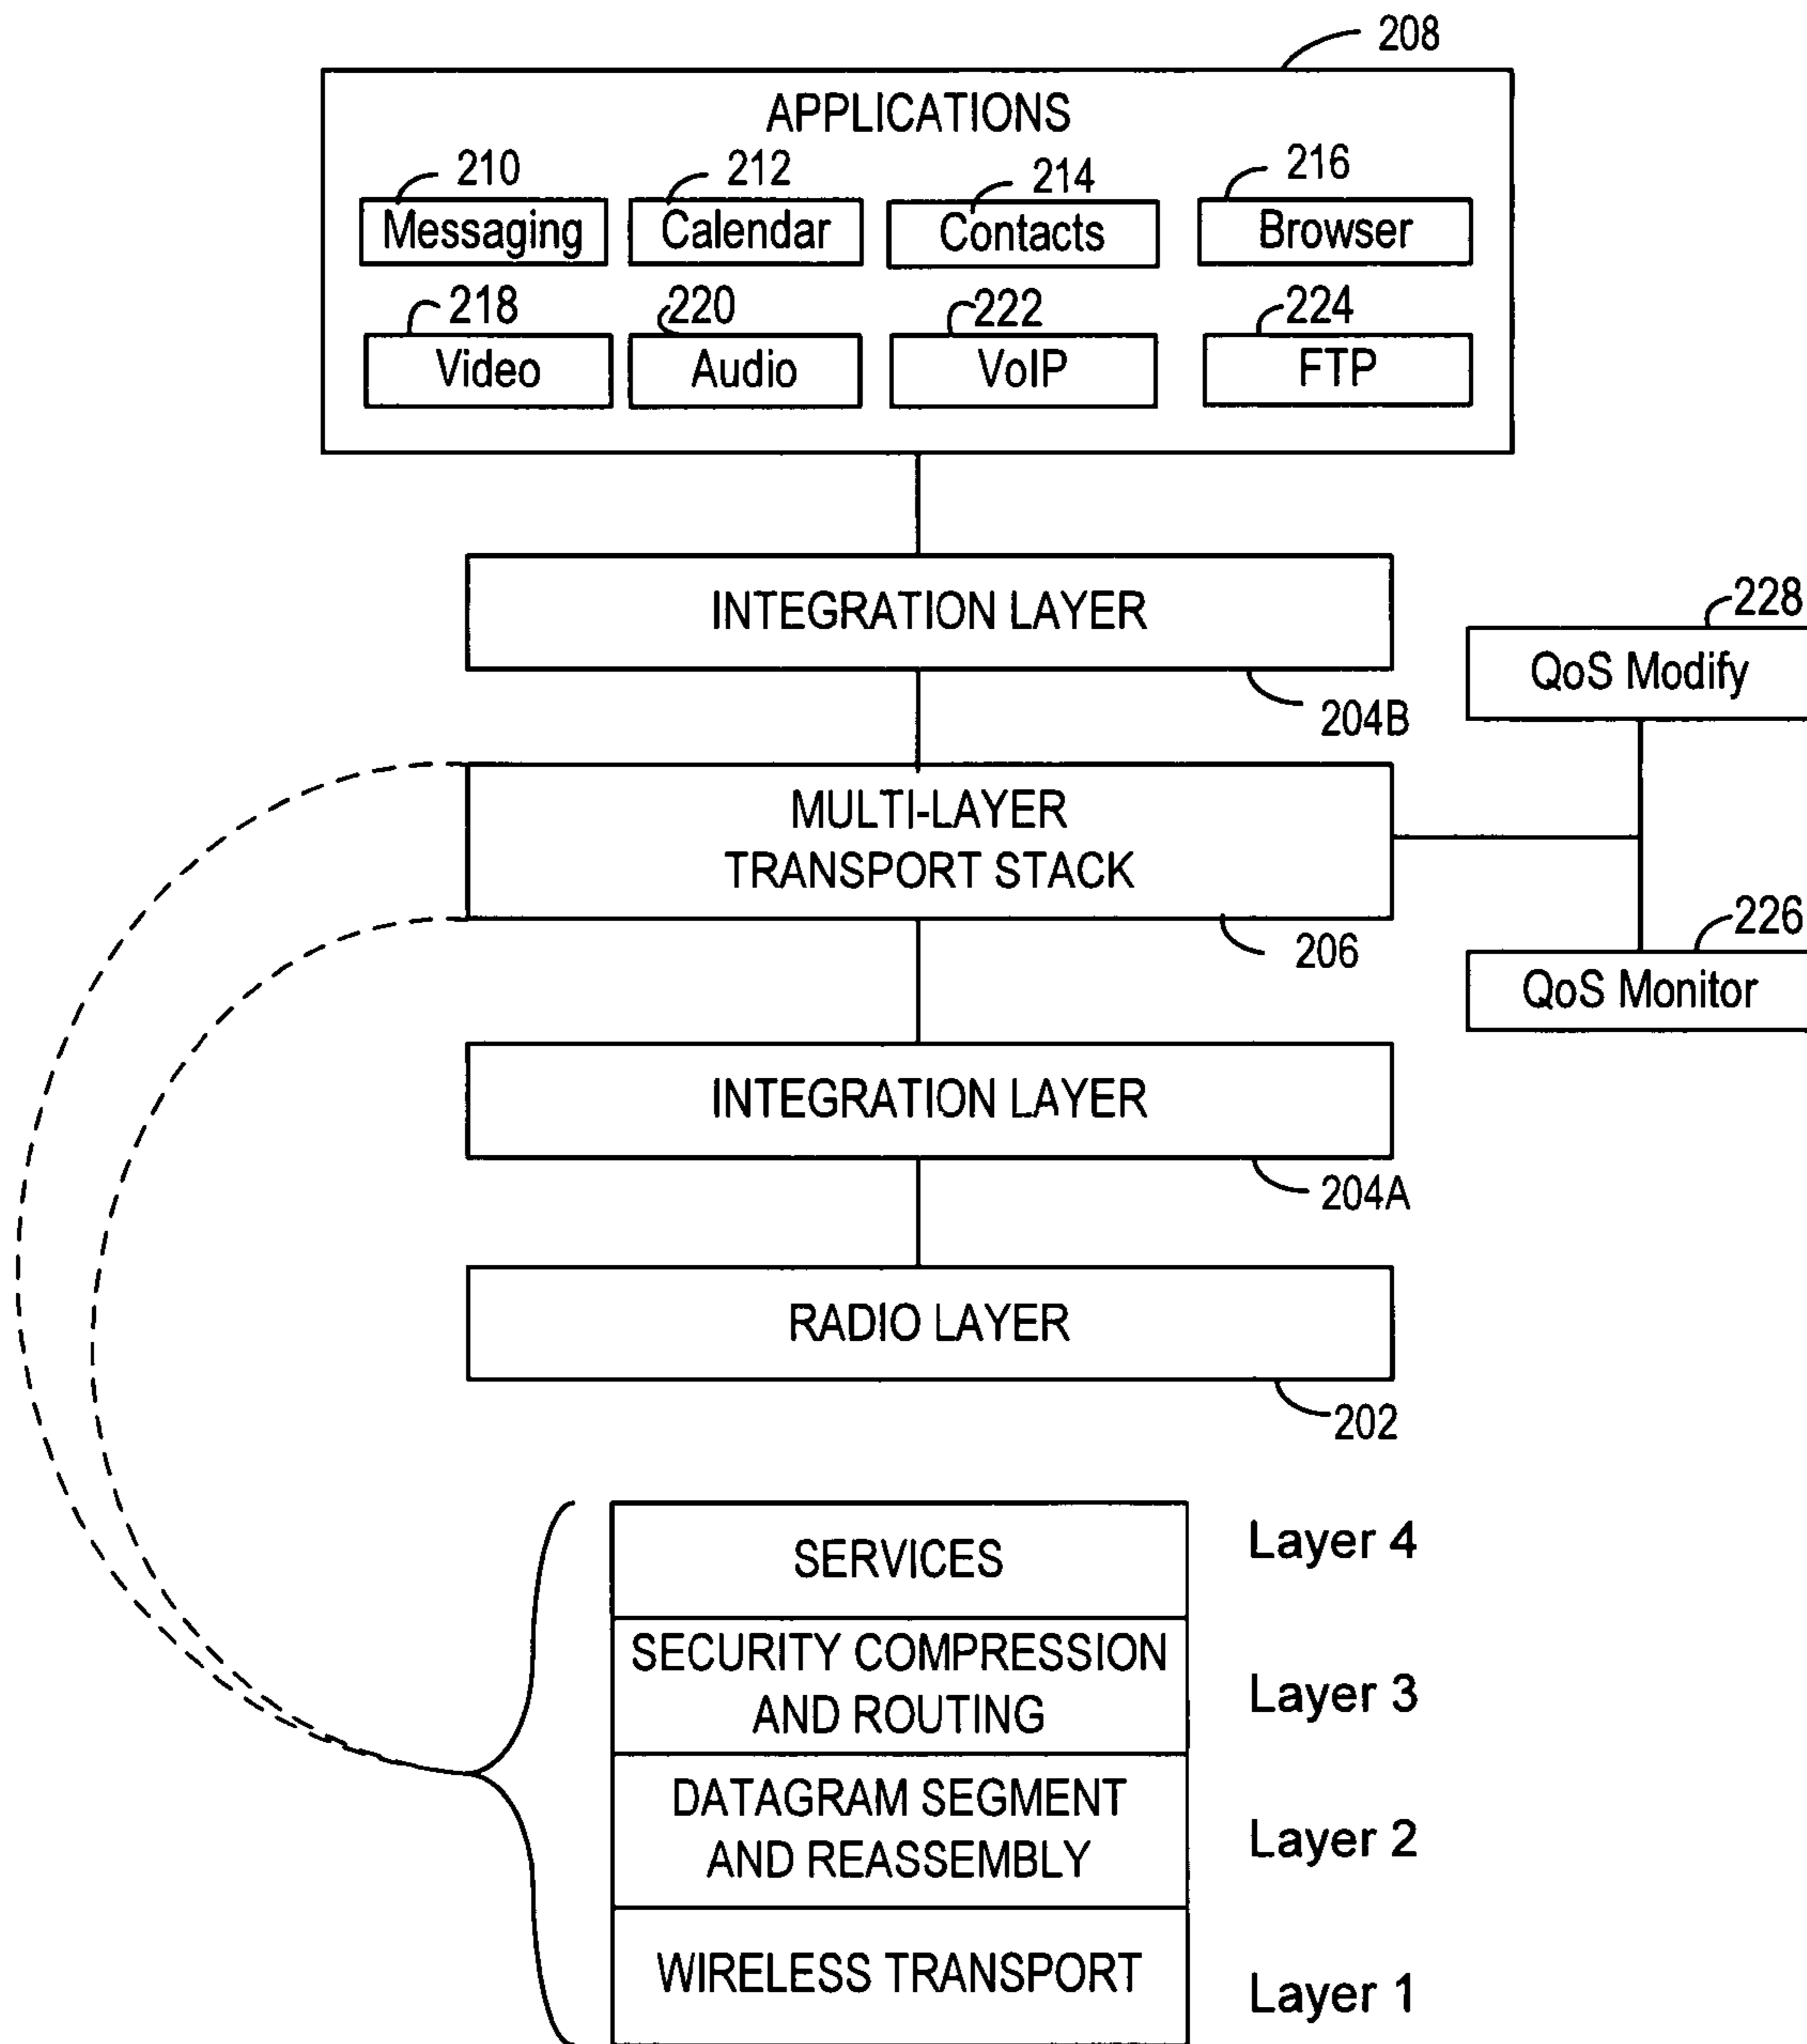 208
APPLICATIONS
210 212 214 216
Messaging Calendar Contacts Browser
218 220 222 224
Video Audio VoIP FTP
INTEGRATION LAYER
204B
228
QoS Modify
MULTI-LAYER
TRANSPORT STACK
206
226
QoS Monitor
INTEGRATION LAYER
204A
RADIO LAYER
202
SERVICES
Layer 4
SECURITY COMPRESSION
AND ROUTING
Layer 3
DATAGRAM SEGMENT
AND REASSEMBLY
Layer 2
WIRELESS TRANSPORT
Layer 1